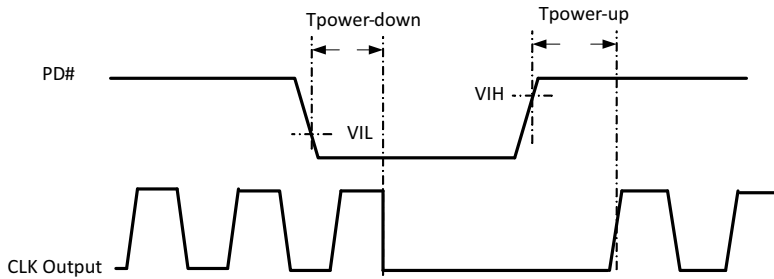 Tpower-down
Tpower-up
PD#
VIH
VIL
CLK Output